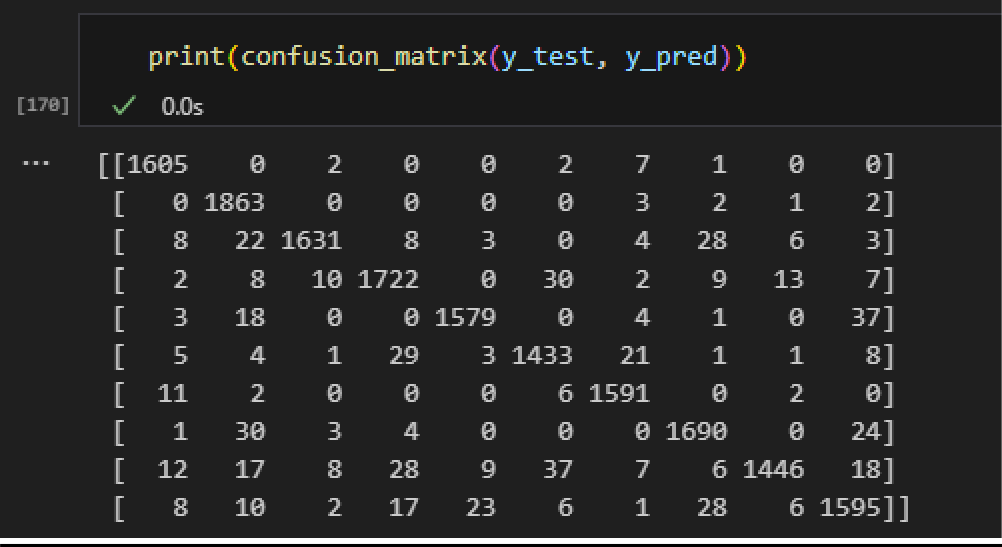 print(confusion_matrix(y_test, y_pred))
[170] 0.0s
... [[1605 0 2 0 0 2 7 1 0 0]
[ 0 1863 0 0 0 0 3 2 1 2]
[ 8 22 1631 8 3 0 4 28 6 3]
[ 2 8 10 1722 0 30 2 9 13 7]
[ 3 18 0 0 1579 0 4 1 0 37]
[ 5 4 1 29 3 1433 21 1 1 8]
[ 11 2 0 0 0 6 1591 0 2 0]
[ 1 30 3 4 0 0 0 1690 0 24]
[ 12 17 8 28 9 37 7 6 1446 18]
[ 8 10 2 17 23 6 1 28 6 1595]]